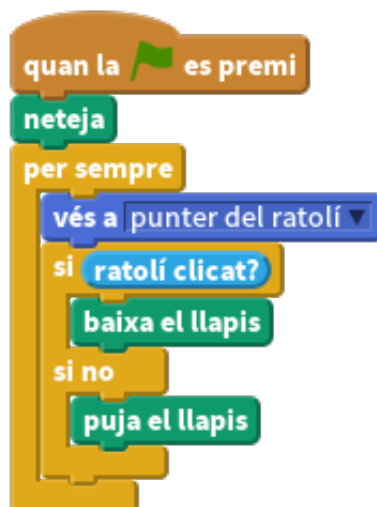 quan la es premi
neteja
per sempre
vés a punter del ratolí
si ratolí clicat?
baixa el llapis
si no
puja el llapis